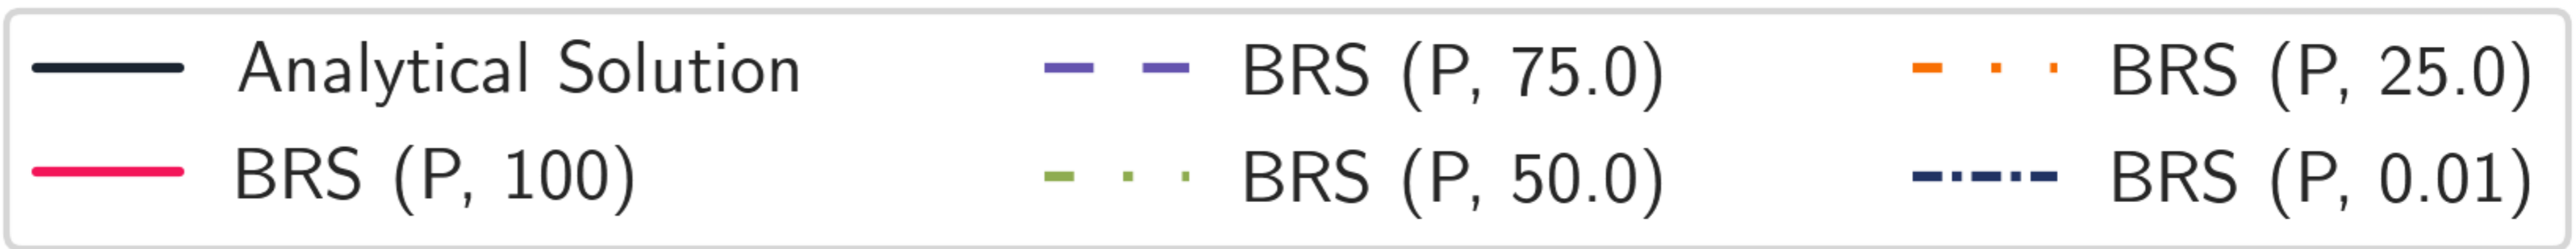 Analytical Solution BRS (P, 75.0) BRS (P, 25.0)
BRS (P, 100) BRS (P, 50.0) BRS (P, 0.01)